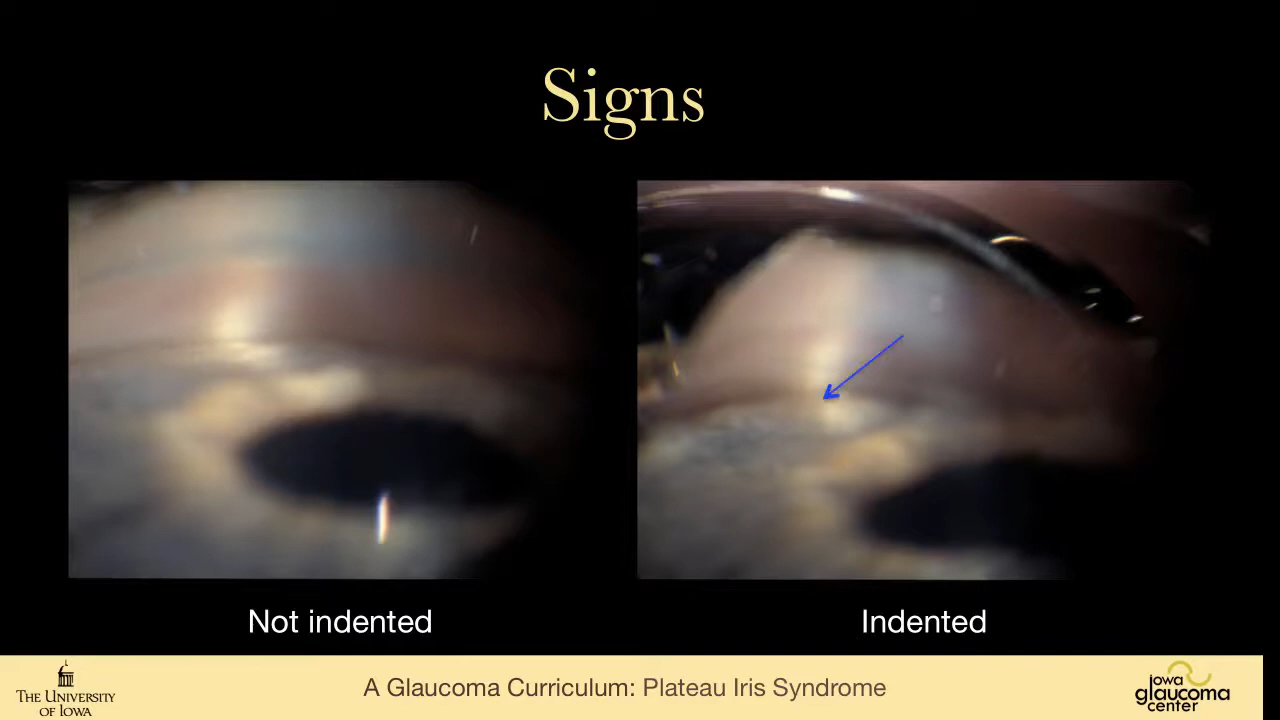 Signs
Not indented
Indented
THE UNIVERSITY
OF IOWA
A Glaucoma Curriculum: Plateau Iris Syndrome
iowa
glaucoma
center